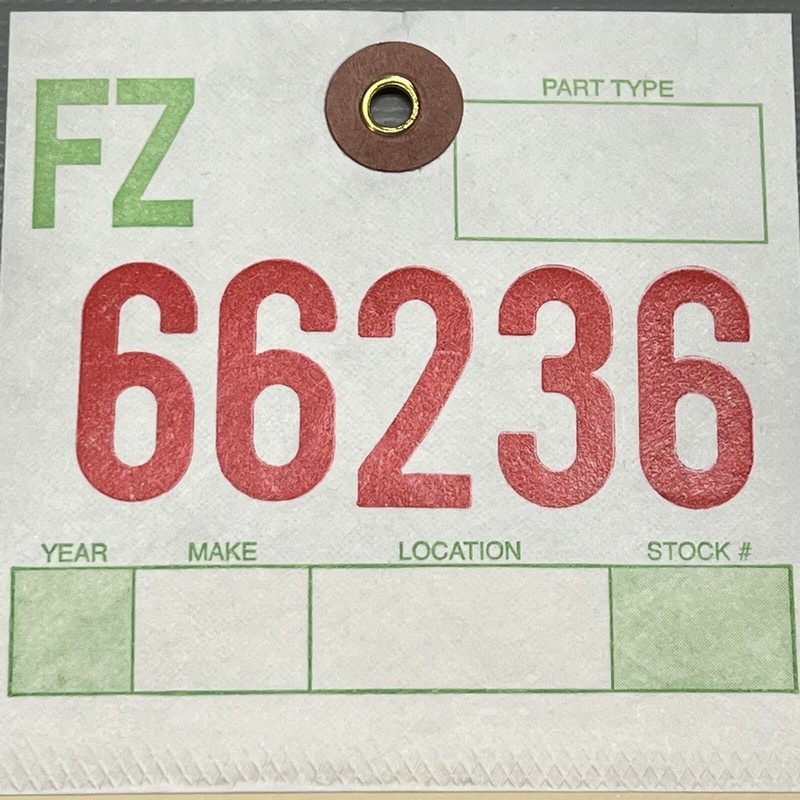 FZ
PART TYPE
66236
YEAR MAKE LOCATION STOCK #